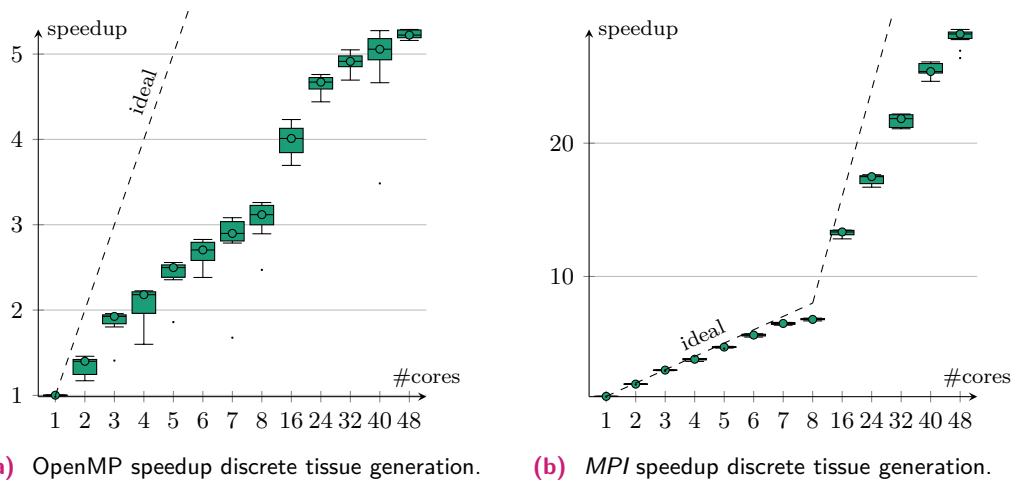 speedup
5
4
3
2
1
ideal
#cores
1 2 3 4 5 6 7 8 16 24 32 40 48
a) OpenMP speedup discrete tissue generation.
speedup
20
10
ideal
#cores
1 2 3 4 5 6 7 8 16 24 32 40 48
(b) MPI speedup discrete tissue generation.